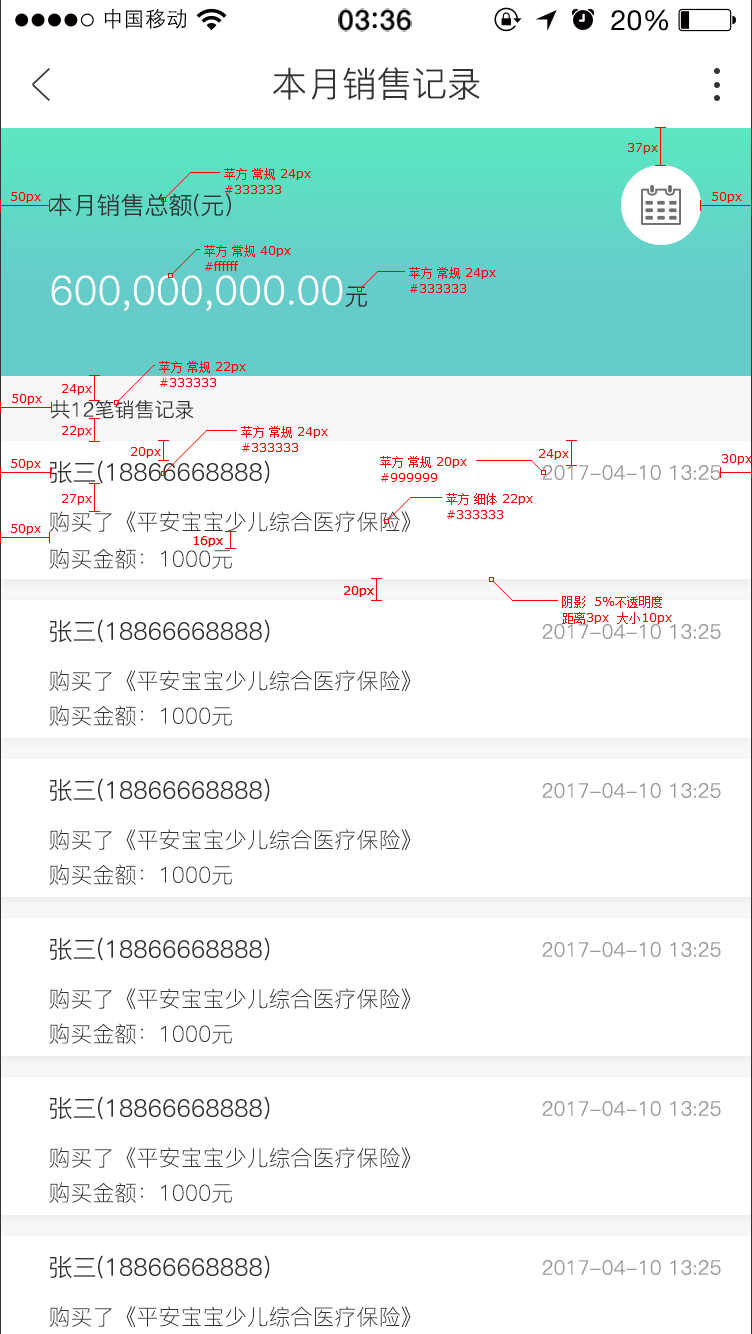 中国移动 03:36 20%
本月销售记录
37px
苹方 常规 24px
#333333
50px
50px
本月销售总额(元)
苹方 常规 40px
#ffffff
苹方 常规 24px
#333333
600,000,000.00元
苹方 常规 22px
#333333
24px
50px
共12笔销售记录
22px
苹方 常规 24px
#333333
20px
24px
苹方 常规 20px
#999999
50px
30px
张三(18866668888)
2017-04-10 13:25
27px
苹方 细体 22px
#333333
购买了《平安宝宝少儿综合医疗保险》
50px
16px
购买金额：1000元
20px
阴影 5%不透明度
距离3px 大小10px
张三(18866668888)
2017-04-10 13:25
购买了《平安宝宝少儿综合医疗保险》
购买金额：1000元
张三(18866668888)
2017-04-10 13:25
购买了《平安宝宝少儿综合医疗保险》
购买金额：1000元
张三(18866668888)
2017-04-10 13:25
购买了《平安宝宝少儿综合医疗保险》
购买金额：1000元
张三(18866668888)
2017-04-10 13:25
购买了《平安宝宝少儿综合医疗保险》
购买金额：1000元
张三(18866668888)
2017-04-10 13:25
购买了《平安宝宝少儿综合医疗保险》